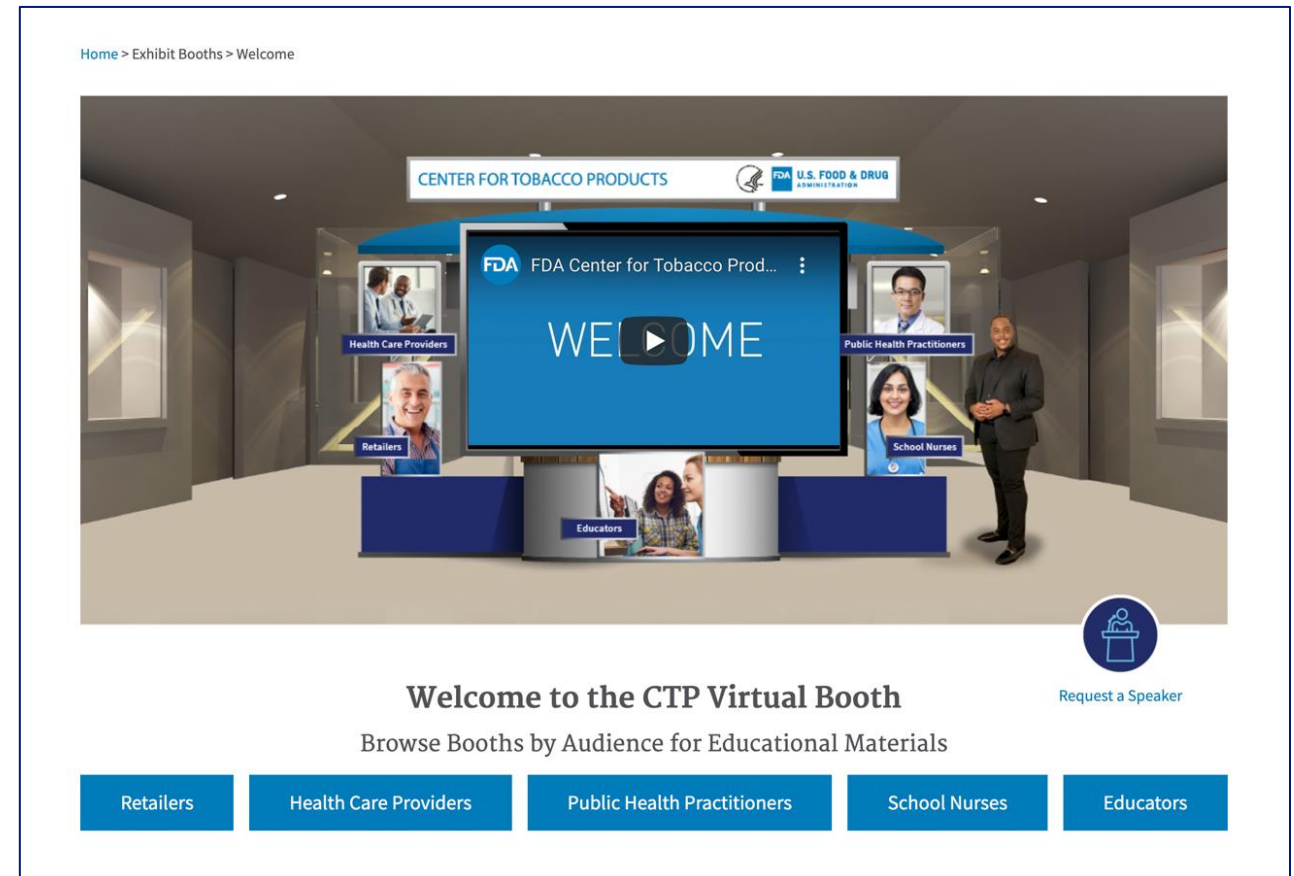 Home > Exhibit Booths > Welcome
CENTER FOR TOBACCO PRODUCTS
FDA U.S. FOOD & DRUG
ADMINISTRATION
FDA FDA Center for Tobacco Prod...
WELCOME
Health Care Providers
Public Health Practitioners
Retailers
School Nurses
Educators
Request a Speaker
Welcome to the CTP Virtual Booth
Browse Booths by Audience for Educational Materials
Retailers
Health Care Providers
Public Health Practitioners
School Nurses
Educators